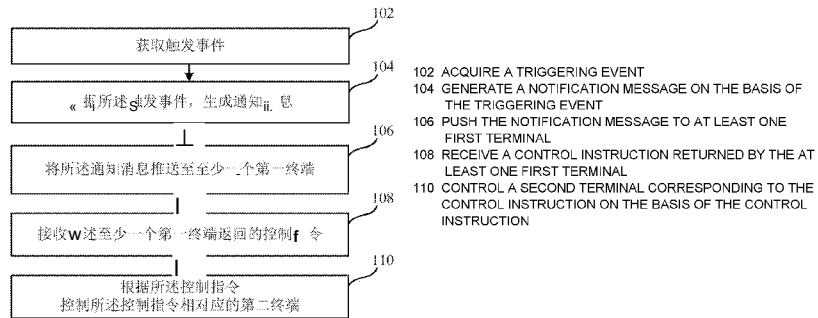 102
获取触发事件
104
所述触发事件，生成通知 息
106
将所述通知消息推送至至少一个第一终端
108
接收 述至少一个第一终端返回的控制 令
110
根据所述控制指令
控制所述控制指令相对应的第二终端
102 ACQUIRE A TRIGGERING EVENT
104 GENERATE A NOTIFICATION MESSAGE ON THE BASIS OF
THE TRIGGERING EVENT
106 PUSH THE NOTIFICATION MESSAGE TO AT LEAST ONE
FIRST TERMINAL
108 RECEIVE A CONTROL INSTRUCTION RETURNED BY THE AT
LEAST ONE FIRST TERMINAL
110 CONTROL A SECOND TERMINAL CORRESPONDING TO THE
CONTROL INSTRUCTION ON THE BASIS OF THE CONTROL
INSTRUCTION